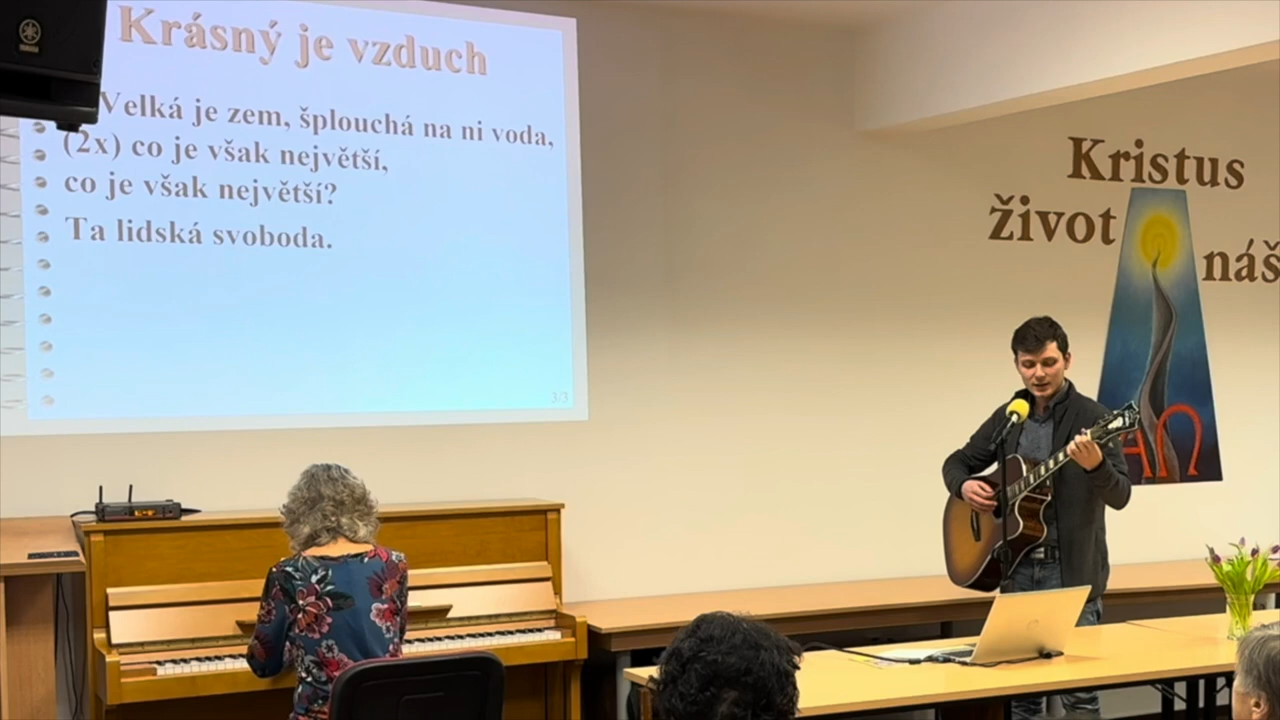 YAMAHA
Krásný je vzduch
Velká je zem, šplouchá na ni voda,
(2x) co je však největší,
co je však největší?
Ta lidská svoboda.
3/3
Kristus
život
náš
Α Ω